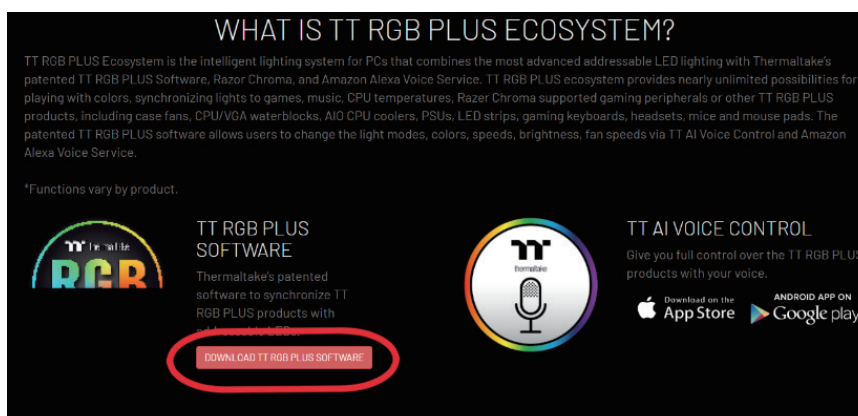 WHAT IS TT RGB PLUS ECOSYSTEM?
TT RGB PLUS Ecosystem is the intelligent lighting system for PCs that combines the most advanced addressable LED lighting with Thermaltake's
patented TT RGB PLUS Software, Razor Chroma, and Amazon Alexa Voice Service. TT RGB PLUS ecosystem provides nearly unlimited possibilities for
playing with colors, synchronizing lights to games, music, CPU temperatures, Razer Chroma supported gaming peripherals or other TT RGB PLUS
products, including case fans, CPU/VGA waterblocks, AIO CPU coolers, PSUs, LED strips, gaming keyboards, headsets, mice and mouse pads. The
patented TT RGB PLUS software allows users to change the light modes, colors, speeds, brightness, fan speeds via TT AI Voice Control and Amazon
Alexa Voice Service.
*Functions vary by product.
thermaltake
RGB
TT RGB PLUS
SOFTWARE
Thermaltake's patented
software to synchronize TT
RGB PLUS products with
addressable LEDs.
DOWNLOAD TT RGB PLUS SOFTWARE
thermaltake
TT AI VOICE CONTROL
Give you full control over the TT RGB PLUS
products with your voice.
Download on the
App Store
ANDROID APP ON
Google play